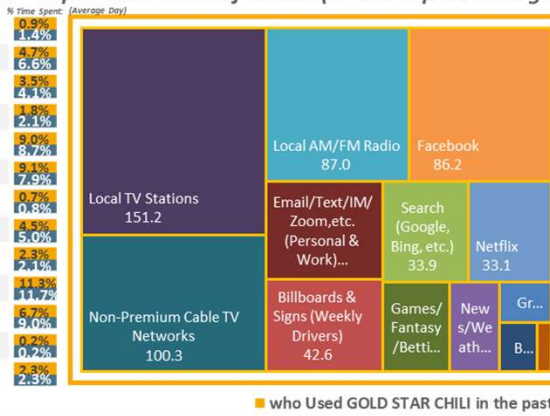 % Time Spent: (Average Day)
0.9%
1.4%
4.7%
6.6%
3.5%
4.1%
1.8%
2.1%
9.0%
8.7%
9.1%
7.9%
0.7%
0.8%
4.5%
5.0%
2.3%
2.1%
11.3%
11.7%
6.7%
9.0%
0.2%
0.2%
2.3%
2.3%
Local TV Stations
151.2
Non-Premium Cable TV
Networks
100.3
Local AM/FM Radio
87.0
Facebook
86.2
Email/Text/IM/
Zoom,etc.
(Personal &
Work)...
Search
(Google,
Bing, etc.)
33.9
Netflix
33.1
Billboards &
Signs (Weekly
Drivers)
42.6
Games/
Fantasy
/Betti...
New
s/We
ath...
Gr...
B...
who Used GOLD STAR CHILI in the past